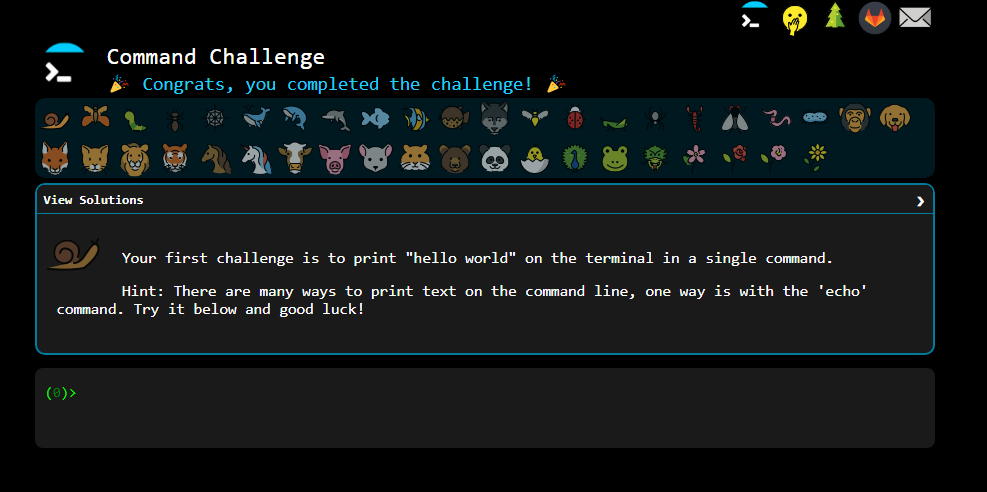 Command Challenge
Congrats, you completed the challenge!
View Solutions
Your first challenge is to print "hello world" on the terminal in a single command.
Hint: There are many ways to print text on the command line, one way is with the 'echo'
command. Try it below and good luck!
(0)>